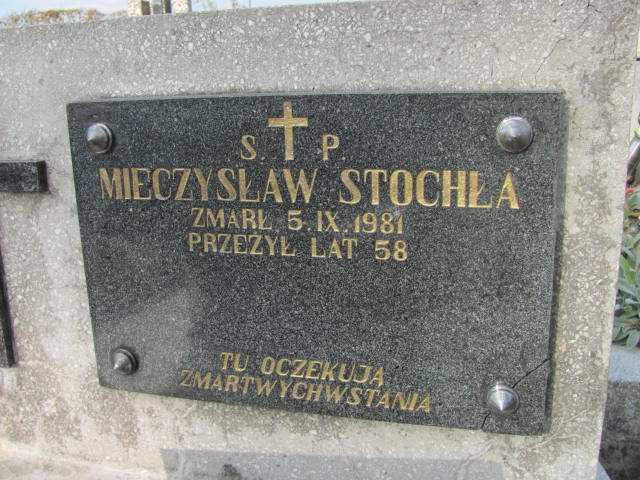 S. P.
MIECZYSŁAW STOCHŁA
ZMARŁ 5.IX.1981
PRZEŻYŁ LAT 58
TU OCZEKUJĄ
ZMARTWYCHWSTANIA